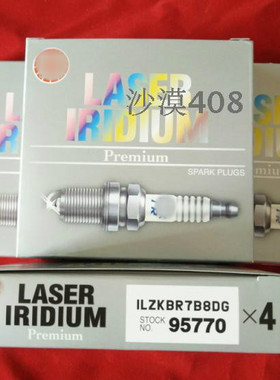 LASER
IRIDIUM
沙漠408
Premium
SPARK PLUGS
LASER
IRIDIUM
Premium
ILZKBR7B8DG
STOCK
NO. 95770
×4